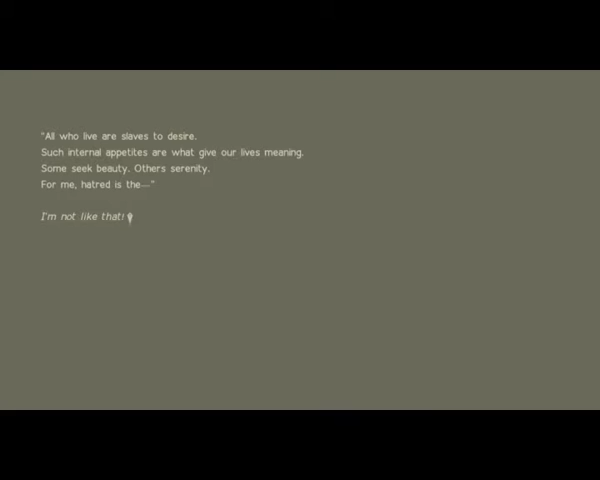 "All who live are slaves to desire.
Such internal appetites are what give our lives meaning.
Some seek beauty. Others serenity.
For me, hatred is the—"
I'm not like that!